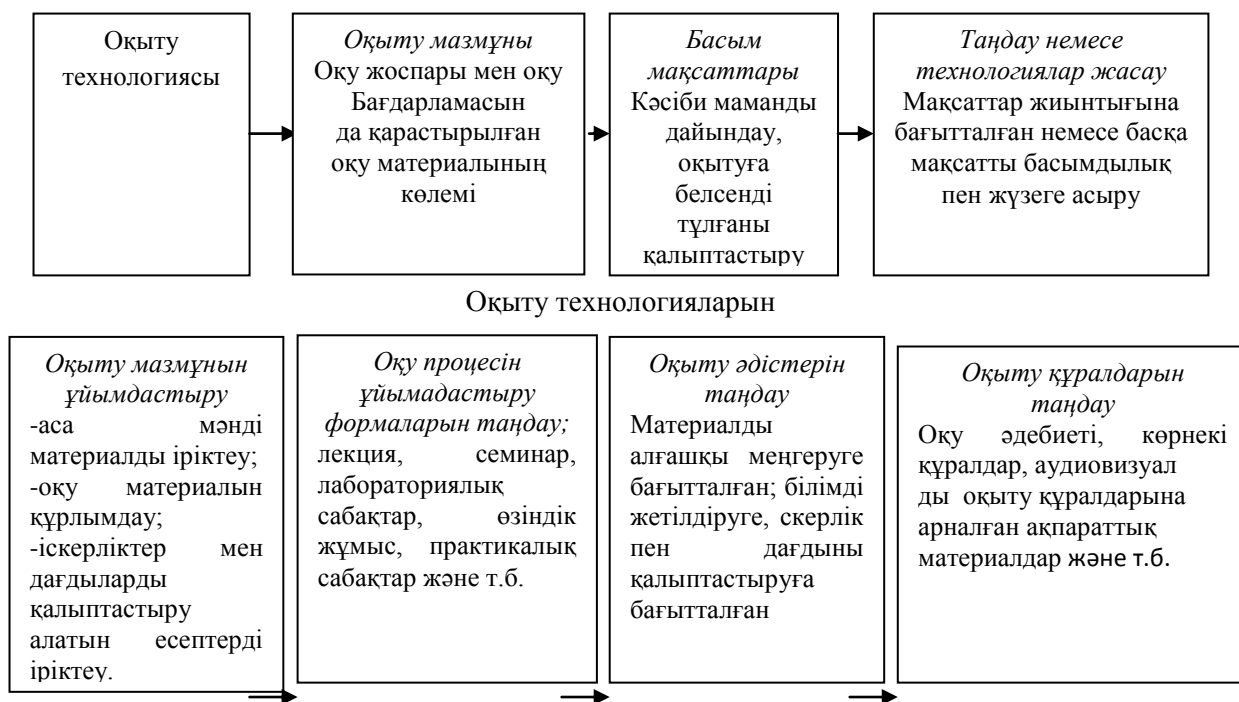 Оқыту
технологиясы
Оқыту мазмұны
Оқу жоспары мен оқу
Бағдарламасын
да қарастырылған
оқу материалының
көлемі
Басым
мақсаттары
Кәсіби маманды
дайындау,
оқытуға
белсенді
тұлғаны
қалыптастыру
Таңдау немесе
технологиялар жасау
Мақсаттар жиынтығына
бағытталған немесе басқа
мақсатты басымдылық
пен жүзеге асыру
Оқыту технологияларын
Оқыту мазмұнын
ұйымдастыру
-аса мәнді
материалды іріктеу;
-оқу материалын
құрлымдау;
-іскерліктер мен
дағдыларды
қалыптастыру
алатын есептерді
іріктеу.
Оқу процесін
ұйымадастыру
формаларын таңдау;
лекция, семинар,
лабораториялық
сабақтар, өзіндік
жұмыс, практикалық
сабақтар және т.б.
Оқыту әдістерін
таңдау
Материалды
алғашқы меңгеруге
бағытталған; білімді
жетілдіруге, скерлік
пен дағдыны
қалыптастыруға
бағытталған
Оқыту құралдарын
таңдау
Оқу әдебиеті, көрнекі
құралдар, аудиовизуал
ды оқыту құралдарына
арналған ақпараттық
материалдар және т.б.